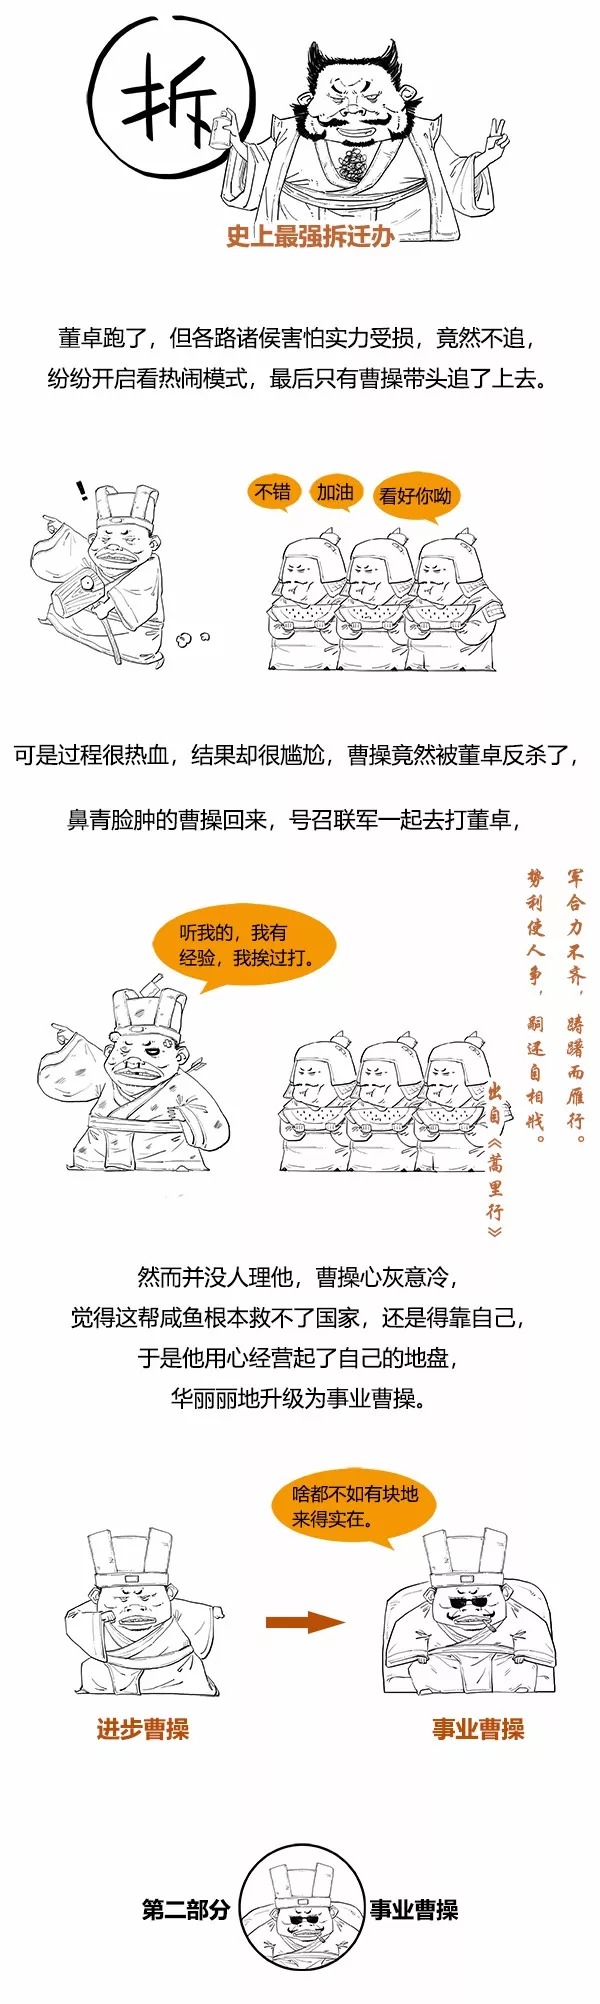 拆
史上最强拆迁办
董卓跑了，但各路诸侯害怕实力受损，竟然不追，
纷纷开启看热闹模式，最后只有曹操带头追了上去。
！
不错
加油
看好你呦
可是过程很热血，结果却很尴尬，曹操竟然被董卓反杀了，
鼻青脸肿的曹操回来，号召联军一起去打董卓，
听我的，我有
经验，我挨过打。
军合力不齐，踌躇而雁行。
势利使人争，嗣还自相戕。
出自《蒿里行》
然而并没人理他，曹操心灰意冷，
觉得这帮咸鱼根本救不了国家，还是得靠自己，
于是他用心经营起了自己的地盘，
华丽丽地升级为事业曹操。
啥都不如有块地
来得实在。
进步曹操
事业曹操
第二部分
事业曹操